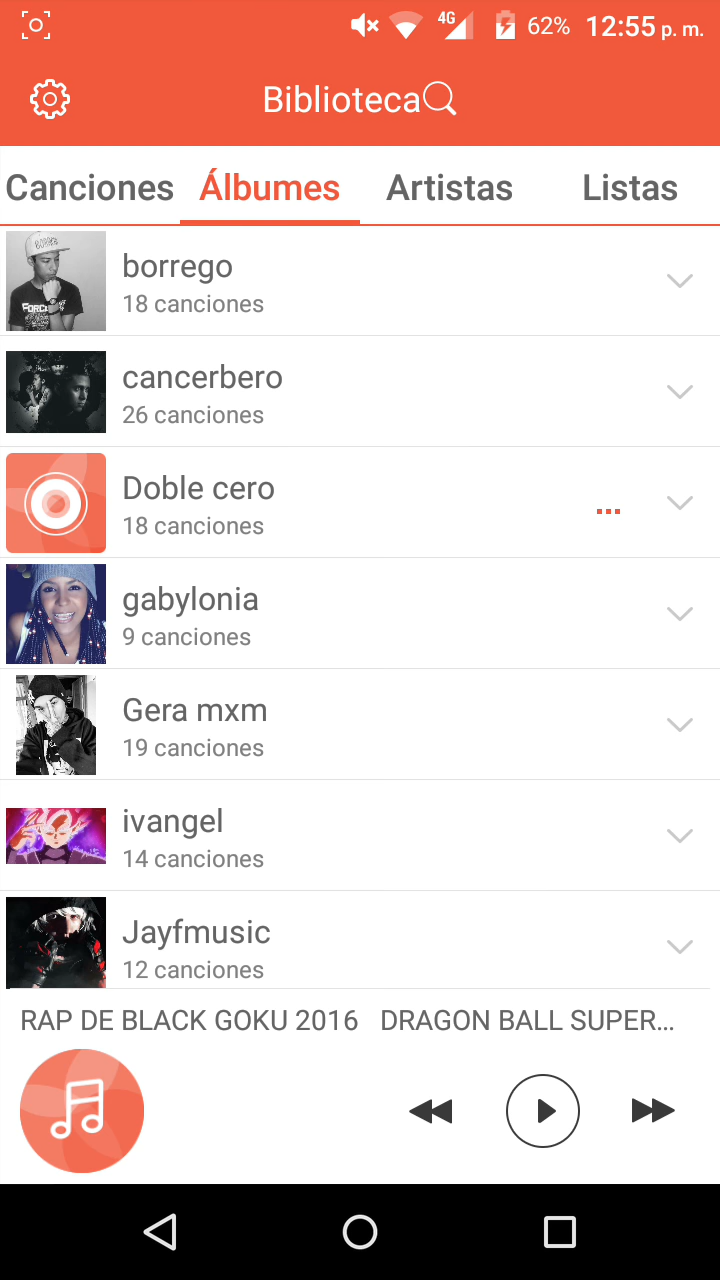 4G 62% 12:55 p. m.
Biblioteca
Canciones Álbumes Artistas Listas
borrego
18 canciones
cancerbero
26 canciones
Doble cero
18 canciones
gabylonia
9 canciones
Gera mxm
19 canciones
ivangel
14 canciones
Jayfmusic
12 canciones
RAP DE BLACK GOKU 2016 DRAGON BALL SUPER...